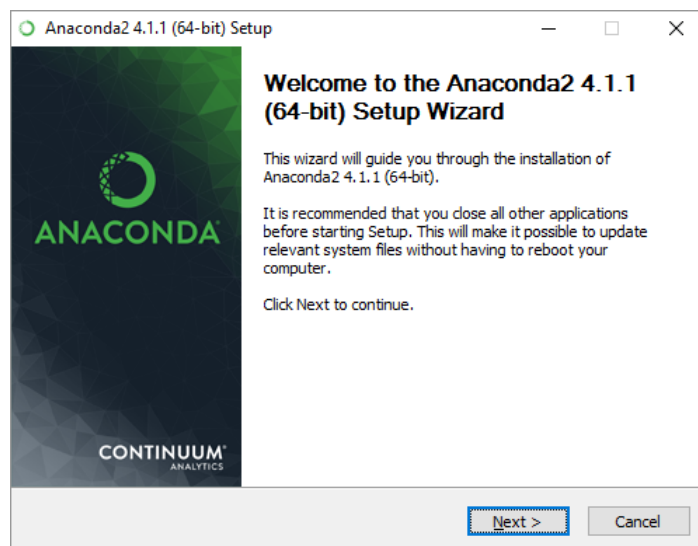 Anaconda2 4.1.1 (64-bit) Setup
ANACONDA
CONTINUUM®
ANALYTICS
Welcome to the Anaconda2 4.1.1
(64-bit) Setup Wizard
This wizard will guide you through the installation of
Anaconda2 4.1.1 (64-bit).
It is recommended that you close all other applications
before starting Setup. This will make it possible to update
relevant system files without having to reboot your
computer.
Click Next to continue.
Next >
Cancel